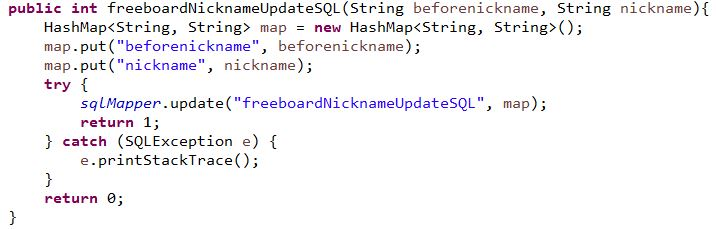 public int freeboardNicknameUpdateSQL(String beforenickname, String nickname){
    HashMap<String, String> map = new HashMap<String, String>();
    map.put("beforenickname", beforenickname);
    map.put("nickname", nickname);
    try {
        sqlMapper.update("freeboardNicknameUpdateSQL", map);
        return 1;
    } catch (SQLException e) {
        e.printStackTrace();
    }
    return 0;
}